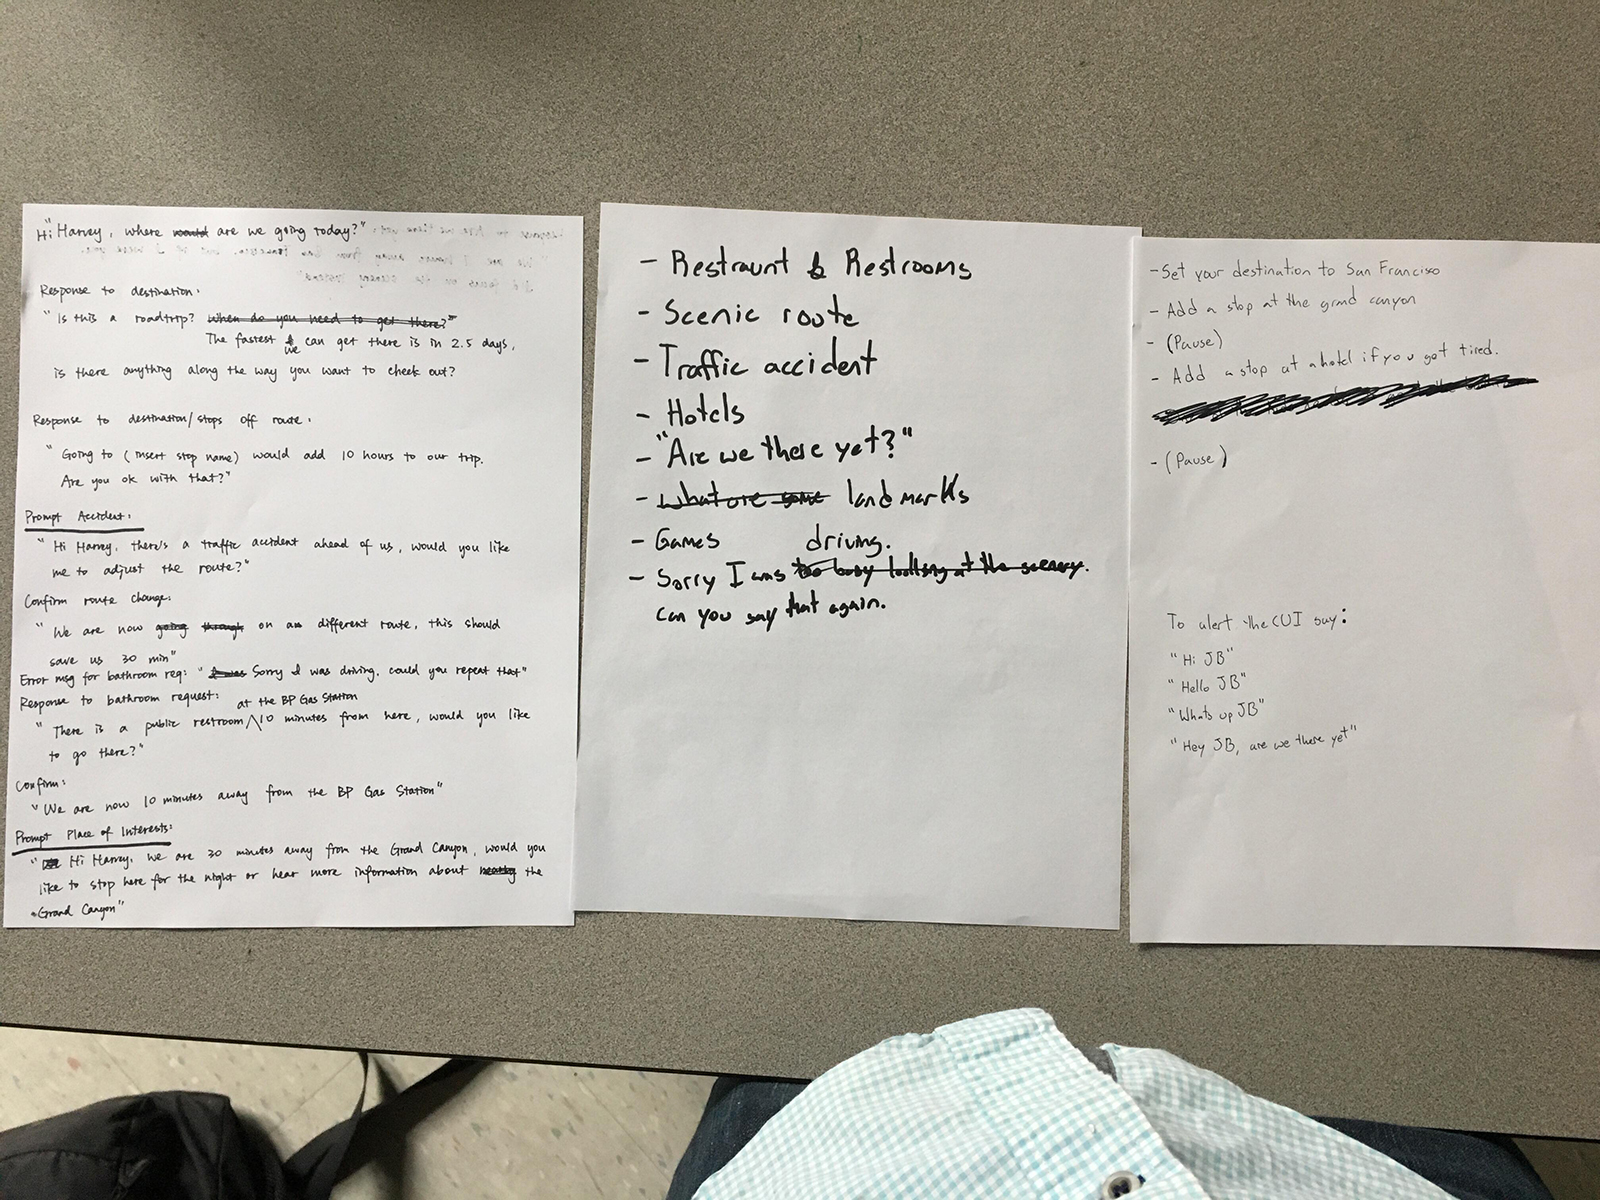 "Hi Harvey, where would are we going today?"
Response to destination:
"Is this a roadtrip? When do you need to get there?"
The fastest we can get there is in 2.5 days,
is there anything along the way you want to check out?
Response to destination/stops off route:
"Going to (insert stop name) would add 10 hours to our trip.
Are you ok with that?"
Prompt Accident:
"Hi Harvey, there's a traffic accident ahead of us, would you like
me to adjust the route?"
Confirm route change:
"We are now going through on a different route, this should
save us 30 min"
Error msg for bathroom req: "I was Sorry I was driving, could you repeat that"
Response to bathroom request: at the BP Gas Station
"There is a public restroom 10 minutes from here, would you like
to go there?"
Confirm:
"We are now 10 minutes away from the BP Gas Station"
Prompt Place of Interests:
"Hi Harvey, we are 30 minutes away from the Grand Canyon, would you
like to stop here for the night or hear more information about the
Grand Canyon"
- Restraunt & Restrooms
- Scenic route
- Traffic accident
- Hotels
- "Are we there yet?"
- What are some landmarks
- Games
driving.
- Sorry I was too busy looking at the scenery.
can you say that again.
- Set your destination to San Francisco
- Add a stop at the grand canyon
- (Pause)
- Add a stop at a hotel if you get tired.
- (Pause)
To alert the CUI say:
"Hi JB"
"Hello JB"
"Whats up JB"
"Hey JB, are we there yet"